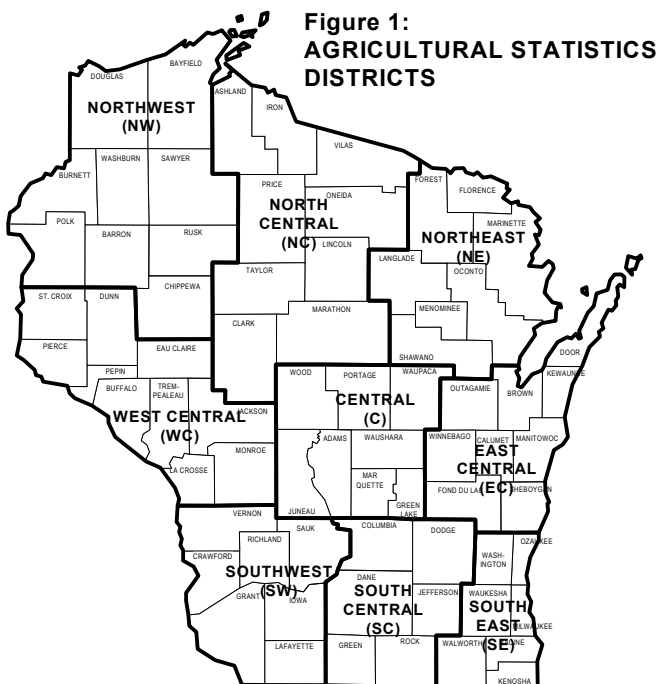 Figure 1:
AGRICULTURAL STATISTICS
DISTRICTS
BAYFIELD
DOUGLAS
ASHLAND
IRON
NORTHWEST
(NW)
VILAS
WASHBURN
SAWYER
BURNETT
PRICE
FOREST
FLORENCE
ONEIDA
NORTH
CENTRAL
(NC)
POLK
BARRON
RUSK
MARINETTE
NORTHEAST
(NE)
LINCOLN
LANGLADE
TAYLOR
OCONTO
CHIPPEWA
ST. CROIX
DUNN
MARATHON
MENOMINEE
CLARK
PIERCE
EAU CLAIRE
SHAWANO
DOOR
PEPIN
WOOD
PORTAGE
WAUPACA
KEWAUNEE
BUFFALO
TREM-
PEALEAU
OUTAGAMIE
BROWN
CENTRAL
(C)
JACKSON
WEST CENTRAL
(WC)
ADAMS
WAUSHARA
WINNEBAGO
CALUMET
MANITOWOC
MONROE
EAST
CENTRAL
(EC)
LA CROSSE
MAR
QUETTE
FOND DU LAC
SHEBOYGAN
GREEN
LAKE
VERNON
JUNEAU
SAUK
COLUMBIA
DODGE
RICHLAND
OZAUKEE
CRAWFORD
WASH-
INGTON
SOUTHWEST
(SW)
DANE
GRANT
IOWA
SOUTH
CENTRAL
(SC)
JEFFERSON
WAUKESHA
SOUTH
EAST
(SE)
MILWAUKEE
LAFAYETTE
GREEN
ROCK
WALWORTH
RACINE
KENOSHA